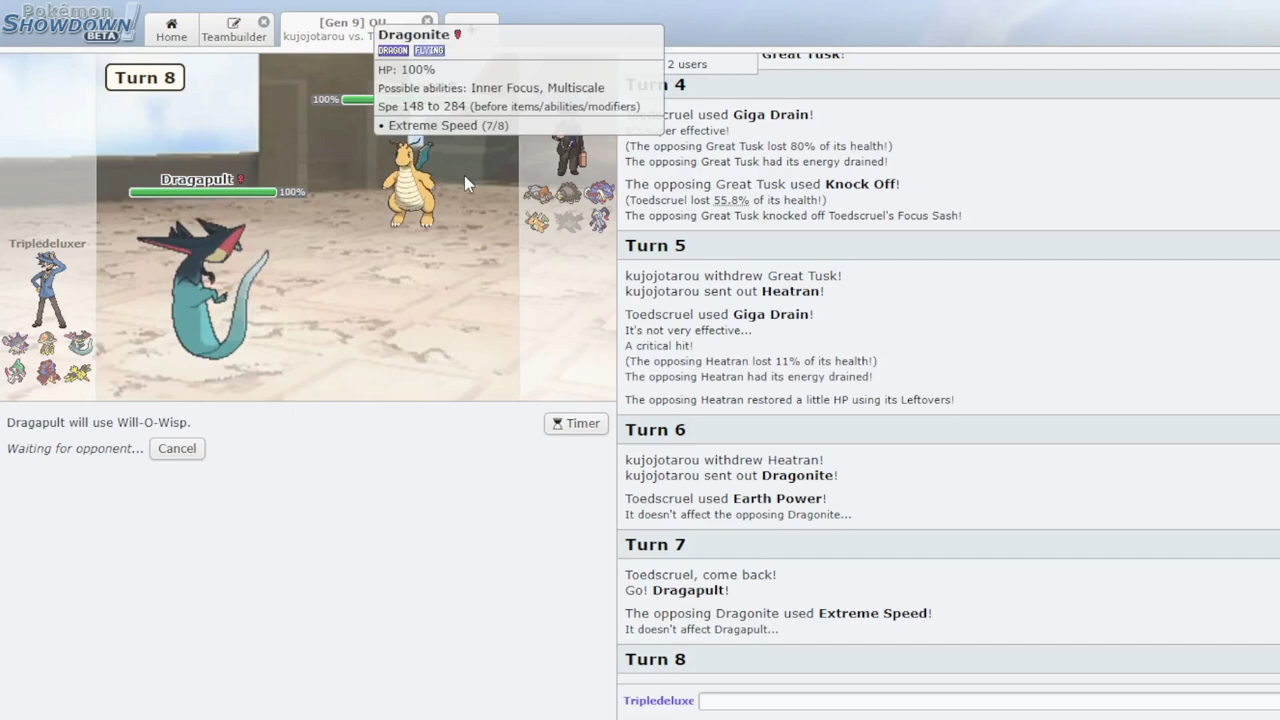 Pokémon
SHOWDOWN!
BETA
Home
Teambuilder
[Gen 9] OU
kujojotarou vs. T
Dragonite
DRAGON FLYING
HP: 100%
Possible abilities: Inner Focus, Multiscale
Spe 148 to 284 (before items/abilities/modifiers)
• Extreme Speed (7/8)
2 users
Turn 8
100%
Dragapult
100%
Tripledeluxer
Dragapult will use Will-O-Wisp.
Timer
Waiting for opponent...
Cancel
Great Tusk!
Turn 4
Toedscruel used Giga Drain!
It's super effective!
(The opposing Great Tusk lost 80% of its health!)
The opposing Great Tusk had its energy drained!
The opposing Great Tusk used Knock Off!
(Toedscruel lost 55.8% of its health!)
The opposing Great Tusk knocked off Toedscruel's Focus Sash!
Turn 5
kujojotarou withdrew Great Tusk!
kujojotarou sent out Heatran!
Toedscruel used Giga Drain!
It's not very effective...
A critical hit!
(The opposing Heatran lost 11% of its health!)
The opposing Heatran had its energy drained!
The opposing Heatran restored a little HP using its Leftovers!
Turn 6
kujojotarou withdrew Heatran!
kujojotarou sent out Dragonite!
Toedscruel used Earth Power!
It doesn't affect the opposing Dragonite...
Turn 7
Toedscruel, come back!
Go! Dragapult!
The opposing Dragonite used Extreme Speed!
It doesn't affect Dragapult...
Turn 8
Tripledeluxe